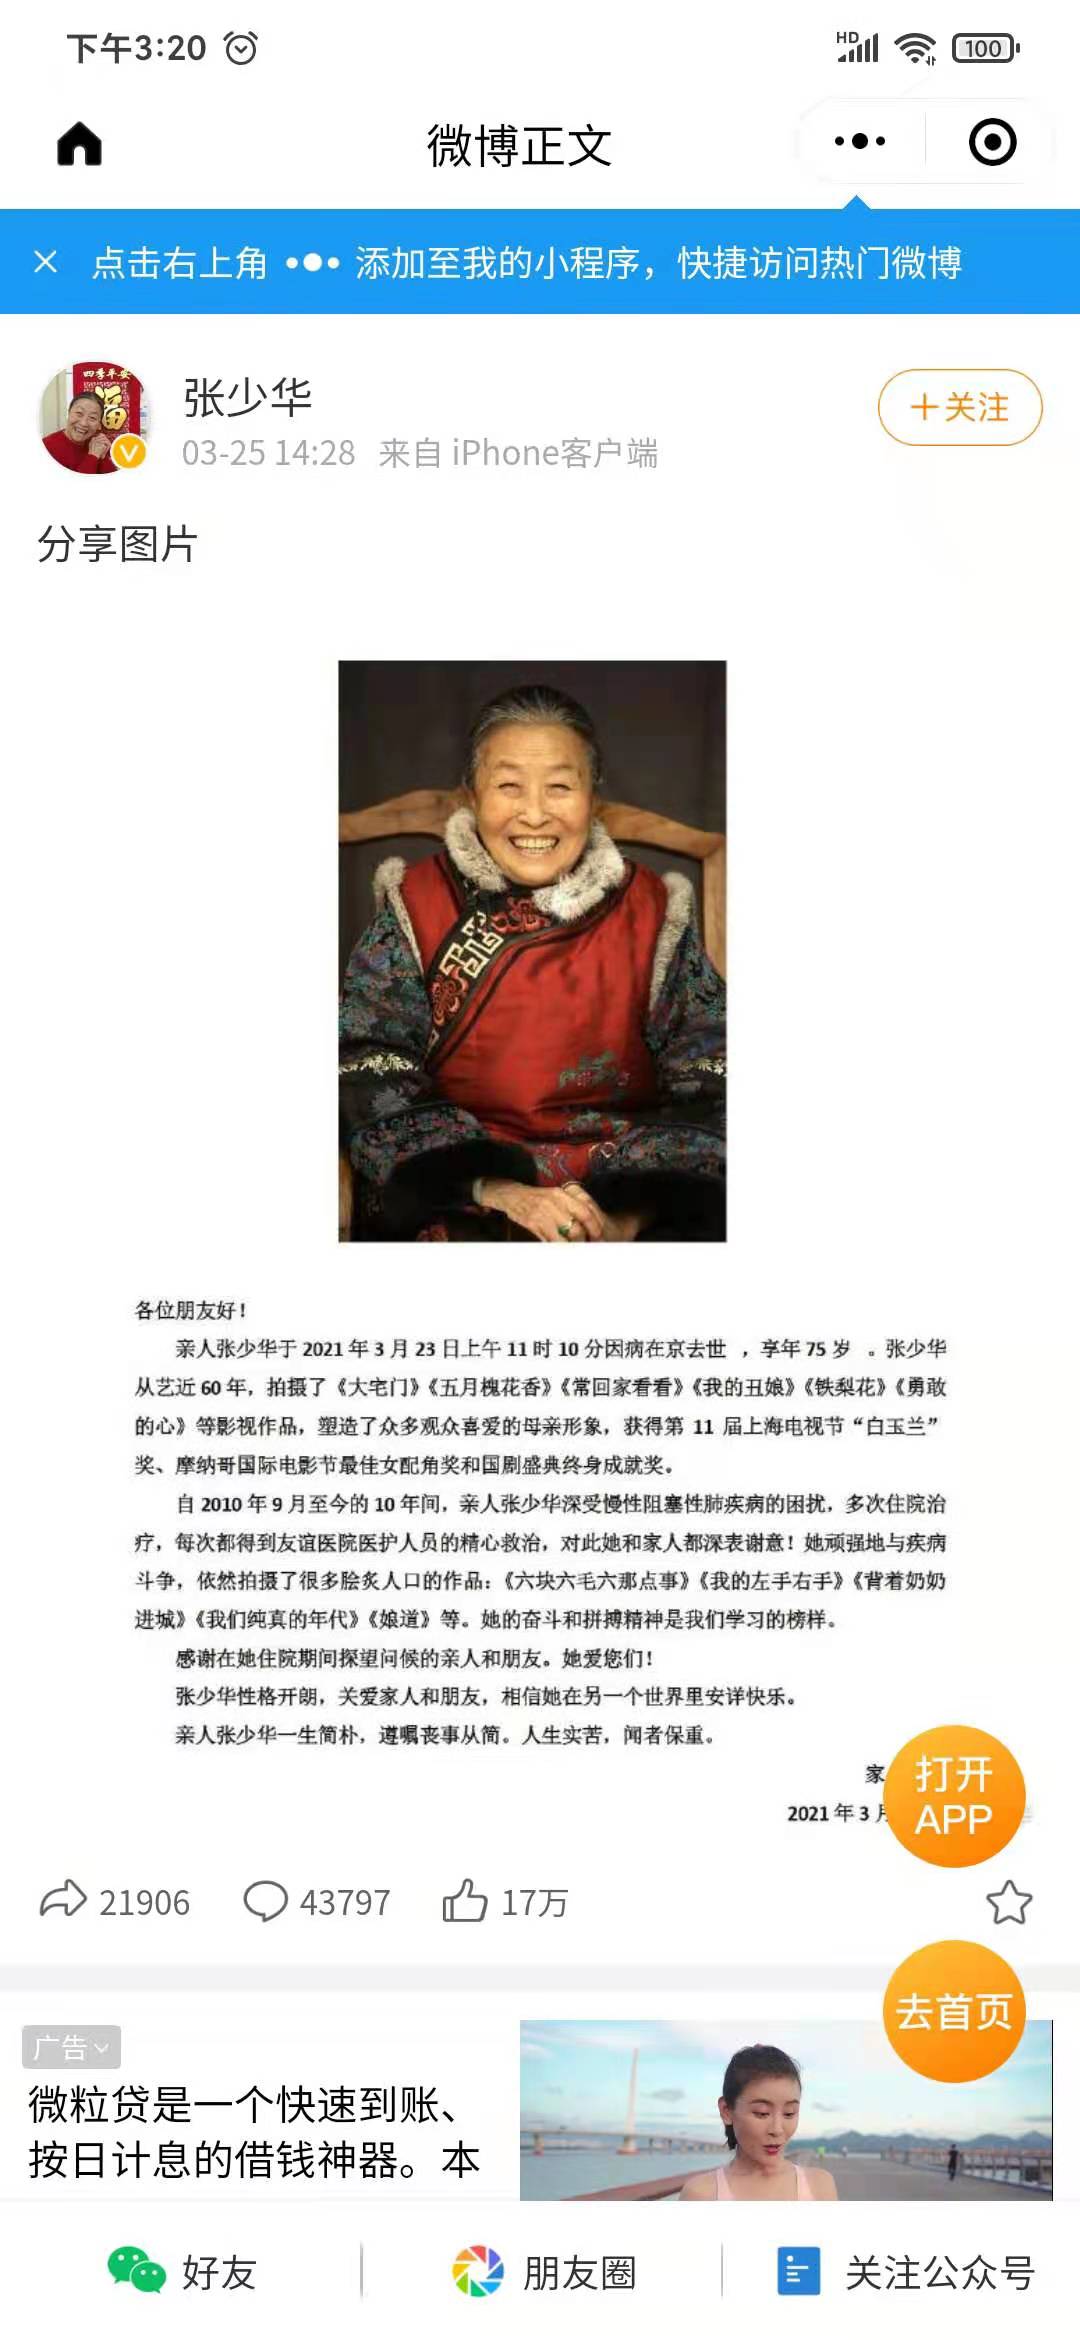 下午3:20
HD
100
微博正文
点击右上角 ●●● 添加至我的小程序，快捷访问热门微博
四季平安
福
张少华
+关注
03-25 14:28 来自 iPhone客户端
分享图片
各位朋友好！
亲人张少华于 2021 年 3 月 23 日上午 11 时 10 分因病在京去世 ，享年 75 岁 。张少华
从艺近 60 年，拍摄了《大宅门》《五月槐花香》《常回家看看》《我的丑娘》《铁梨花》《勇敢
的心》等影视作品，塑造了众多观众喜爱的母亲形象，获得第 11 届上海电视节“白玉兰”
奖、摩纳哥国际电影节最佳女配角奖和国剧盛典终身成就奖。
自 2010 年 9 月至今的 10 年间，亲人张少华深受慢性阻塞性肺疾病的困扰，多次住院治
疗，每次都得到友谊医院医护人员的精心救治，对此她和家人都深表谢意！她顽强地与疾病
斗争，依然拍摄了很多脍炙人口的作品：《六块六毛六那点事》《我的左手右手》《背着奶奶
进城》《我们纯真的年代》《娘道》等。她的奋斗和拼搏精神是我们学习的榜样。
感谢在她住院期间探望问候的亲人和朋友。她爱您们！
张少华性格开朗，关爱家人和朋友，相信她在另一个世界里安详快乐。
亲人张少华一生简朴，遵嘱丧事从简。人生实苦，闻者保重。
家
2021 年 3 月
打开
APP
21906 43797 17万
去首页
广告
微粒贷是一个快速到账、
按日计息的借钱神器。本
好友 朋友圈 关注公众号